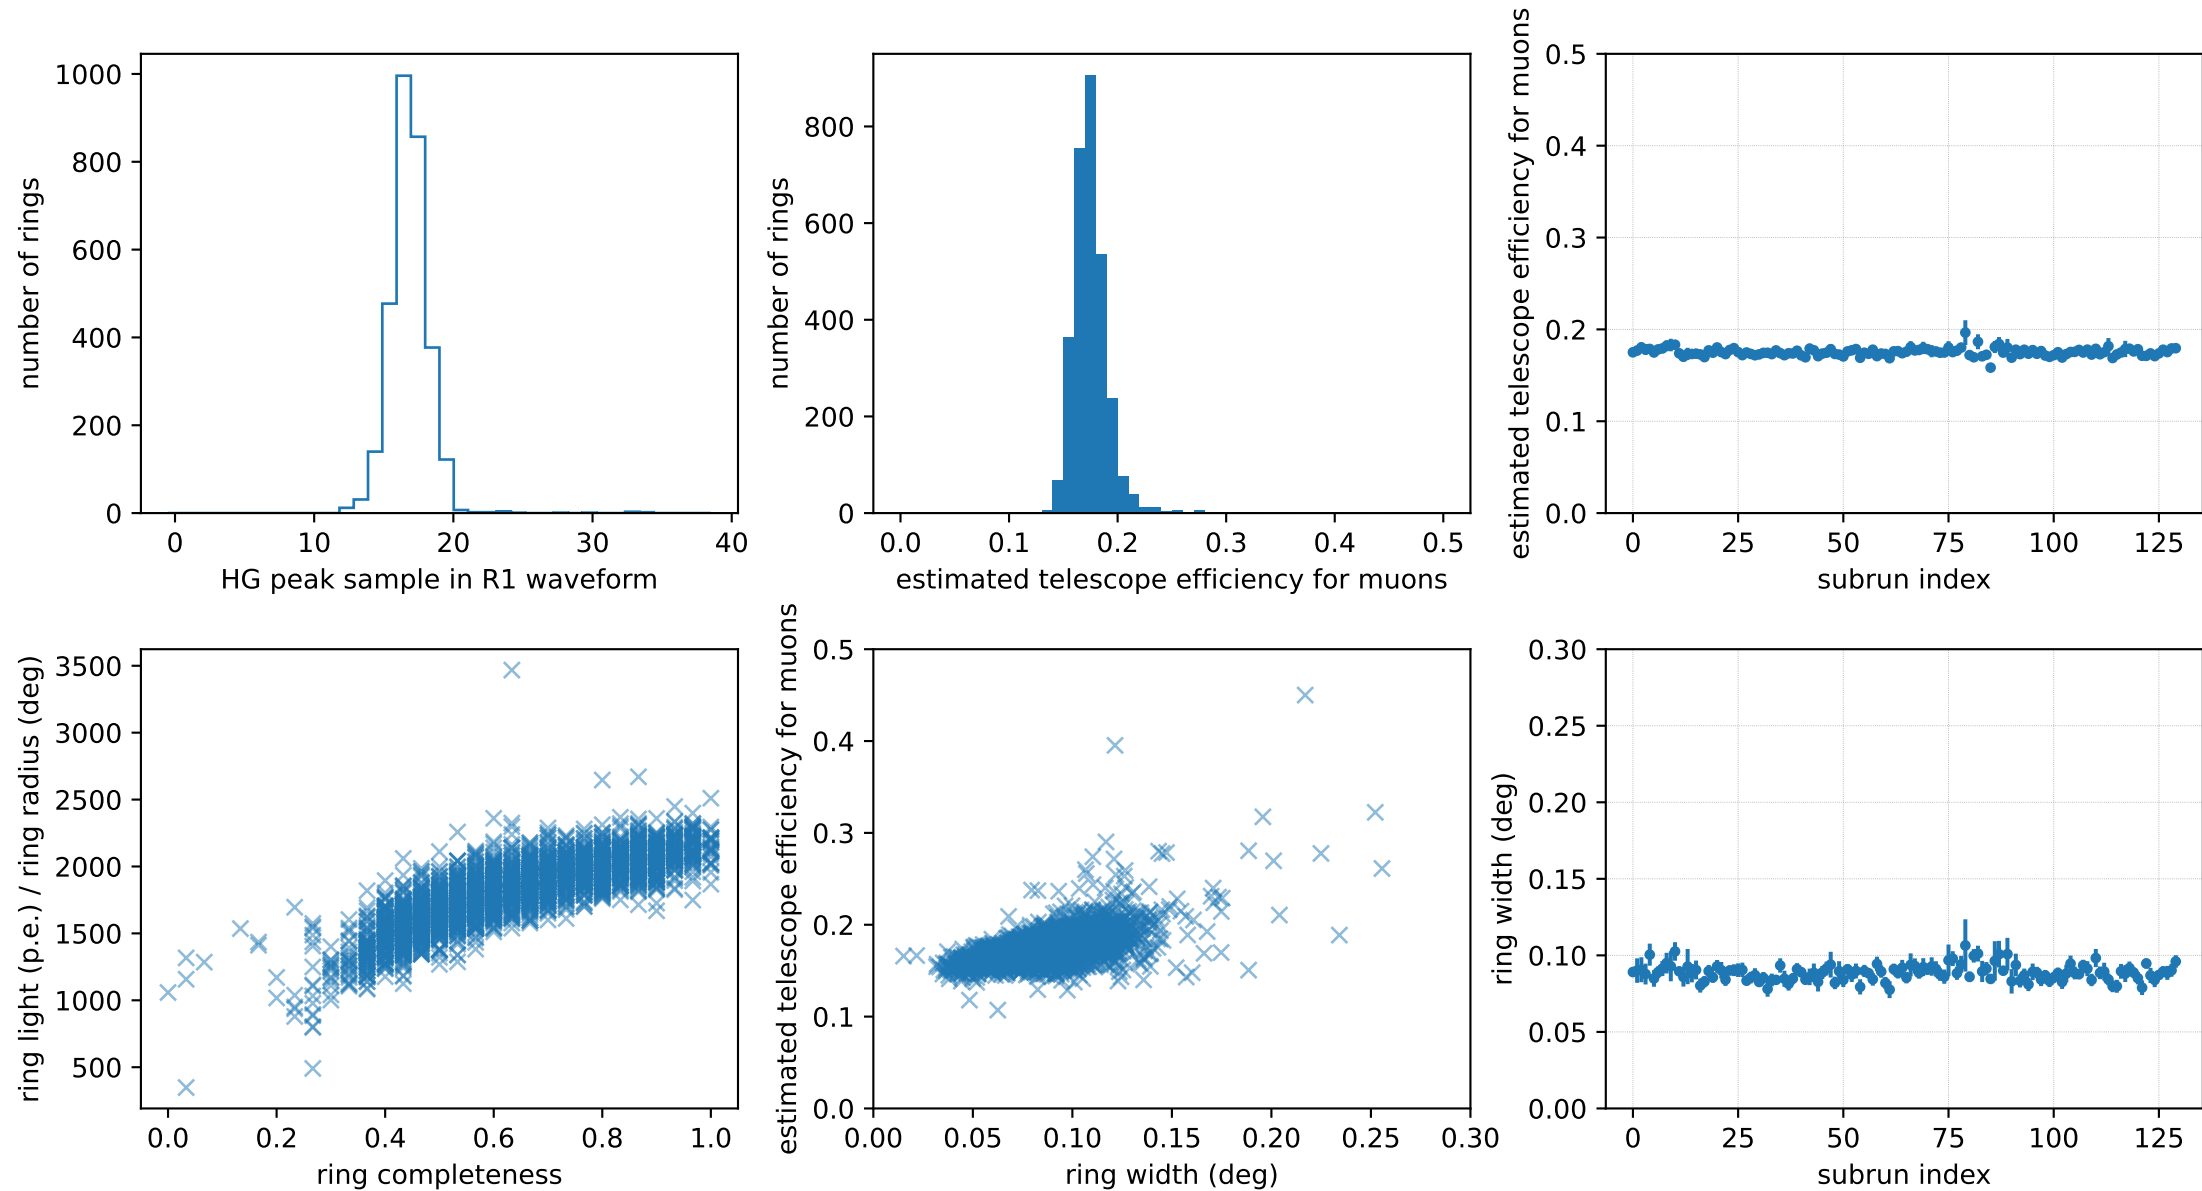 1000
800
600
400
200
0
number of rings
0 10 20 30 40
HG peak sample in R1 waveform
800
600
400
200
0
number of rings
0.0 0.1 0.2 0.3 0.4 0.5
estimated telescope efficiency for muons
0.5
0.4
0.3
0.2
0.1
0.0
estimated telescope efficiency for muons
0 25 50 75 100 125
subrun index
3500
3000
2500
2000
1500
1000
500
ring light (p.e.) / ring radius (deg)
0.0 0.2 0.4 0.6 0.8 1.0
ring completeness
0.5
0.4
0.3
0.2
0.1
0.0
estimated telescope efficiency for muons
0.00 0.05 0.10 0.15 0.20 0.25 0.30
ring width (deg)
0.30
0.25
0.20
0.15
0.10
0.05
0.00
ring width (deg)
0 25 50 75 100 125
subrun index